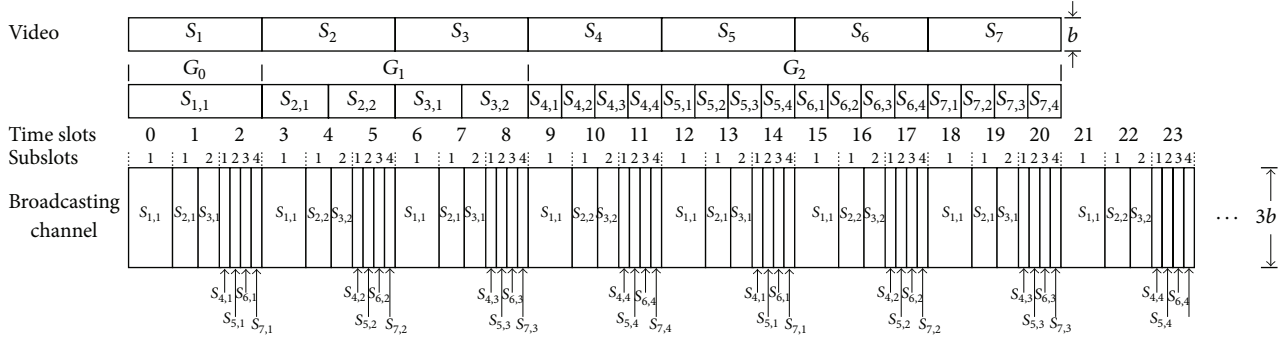 Video S1 S2 S3 S4 S5 S6 S7 b
G0 G1 G2
S1,1 S2,1 S2,2 S3,1 S3,2 S4,1 S4,2 S4,3 S4,4 S5,1 S5,2 S5,3 S5,4 S6,1 S6,2 S6,3 S6,4 S7,1 S7,2 S7,3 S7,4
Time slots 0 1 2 3 4 5 6 7 8 9 10 11 12 13 14 15 16 17 18 19 20 21 22 23
Subslots 1 1 2 1 2 3 4 1 1 2 1 2 3 4 1 1 2 1 2 3 4 1 1 2 1 2 3 4 1 1 2 1 2 3 4 1 1 2 1 2 3 4 1 1 2 1 2 3 4 1 1 2 1 2 3 4
Broadcasting channel S1,1 S2,1 S3,1 S1,1 S2,2 S3,2 S1,1 S2,1 S3,1 S1,1 S2,2 S3,2 S1,1 S2,1 S3,1 S1,1 S2,2 S3,2 S1,1 S2,1 S3,1 S1,1 S2,2 S3,2 ... 3b
S4,1 S6,1 S4,2 S6,2 S4,3 S6,3 S4,4 S6,4 S4,1 S6,1 S4,2 S6,2 S4,3 S6,3 S4,4 S6,4
S5,1 S7,1 S5,2 S7,2 S5,3 S7,3 S5,4 S7,4 S5,1 S7,1 S5,2 S7,2 S5,3 S7,3 S5,4